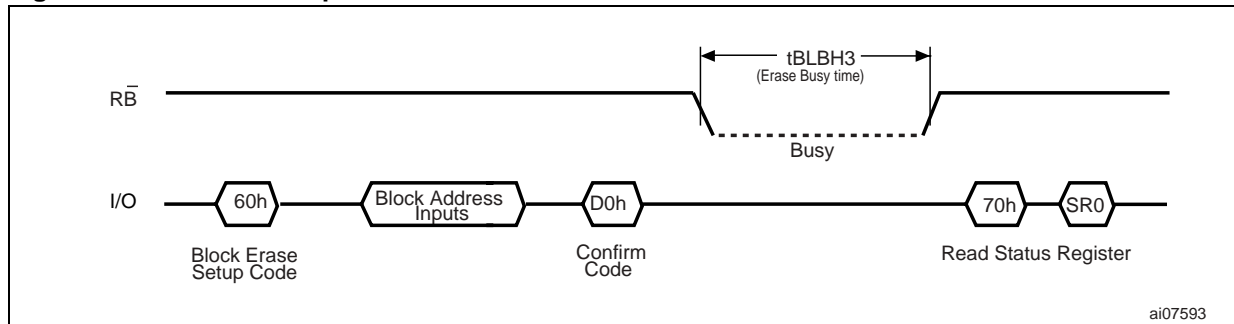 tBLBH3
(Erase Busy time)
RB̅
Busy
I/O
60h
Block Address
Inputs
D0h
70h
SR0
Block Erase
Setup Code
Confirm
Code
Read Status Register
ai07593